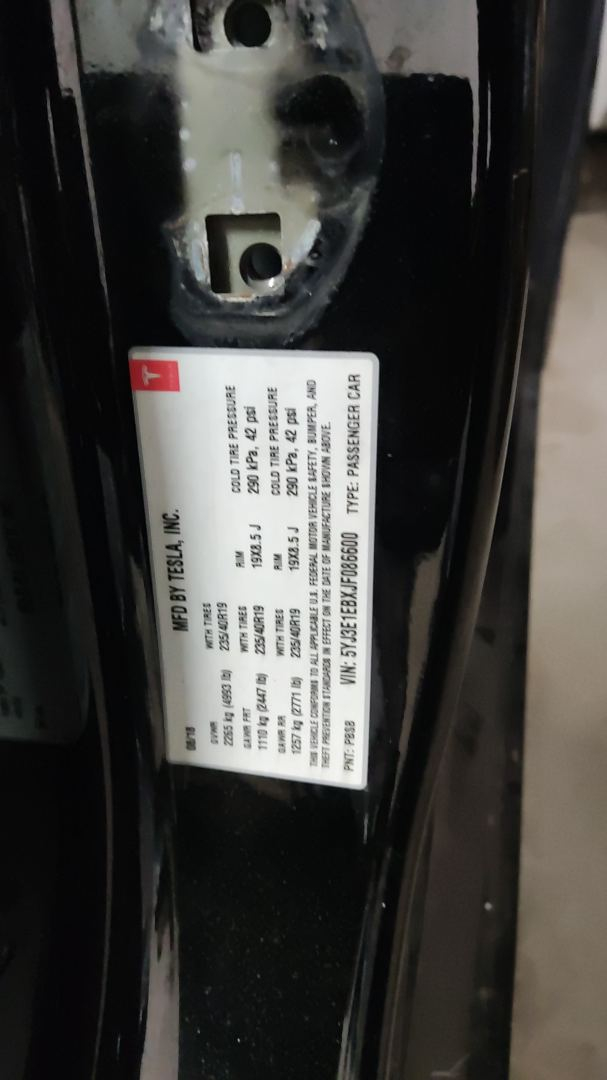 MFD BY TESLA, INC.
08/18
GVWR WITH TIRES RIM COLD TIRE PRESSURE
2265 kg (4993 lb) 235/40R19
GAWR FRT WITH TIRES RIM COLD TIRE PRESSURE
1110 kg (2447 lb) 235/40R19 19X8.5 J 290 kPa, 42 psi
GAWR RR WITH TIRES RIM COLD TIRE PRESSURE
1257 kg (2771 lb) 235/40R19 19X8.5 J 290 kPa, 42 psi
THIS VEHICLE CONFORMS TO ALL APPLICABLE U.S. FEDERAL MOTOR VEHICLE SAFETY, BUMPER, AND
THEFT PREVENTION STANDARDS IN EFFECT ON THE DATE OF MANUFACTURE SHOWN ABOVE.
PNT: PBSB VIN: 5YJ3E1EBXJF086600 TYPE: PASSENGER CAR